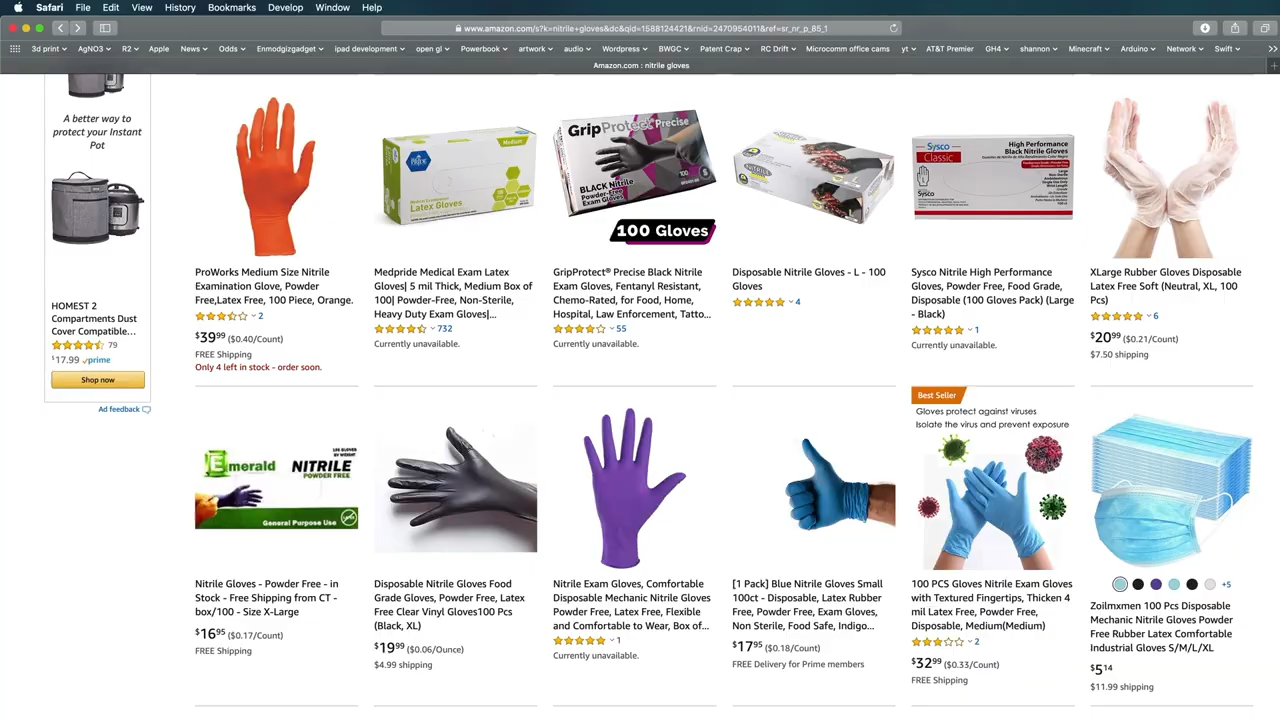 Safari File Edit View History Bookmarks Develop Window Help
www.amazon.com/s?k=nitrile+gloves&dc&qid=1588124421&rnid=2470954011&ref=sr_nr_p_85_1
3d print AgNO3 R2 Apple News Odds Enmodgizgadget ipad development open gl Powerbook artwork audio Wordpress BWGC Patent Crap RC Drift Microcomm office cams yt AT&T Premier GH4 shannon Minecraft Arduino Network Swift
Amazon.com : nitrile gloves
A better way to
protect your Instant
Pot
HOMEST 2
Compartments Dust
Cover Compatible...
79
$17.99 prime
Shop now
Ad feedback
ProWorks Medium Size Nitrile
Examination Glove, Powder
Free,Latex Free, 100 Piece, Orange.
2
$39.99 ($0.40/Count)
FREE Shipping
Only 4 left in stock - order soon.
PRIDE
Medium
Latex Gloves
Medpride Medical Exam Latex
Gloves| 5 mil Thick, Medium Box of
100| Powder-Free, Non-Sterile,
Heavy Duty Exam Gloves|...
732
Currently unavailable.
GripProtect Precise
BLACK Nitrile
Powder-Free
Exam Gloves
100
S
100 Gloves
GripProtect® Precise Black Nitrile
Exam Gloves, Fentanyl Resistant,
Chemo-Rated, for Food, Home,
Hospital, Law Enforcement, Tatto...
55
Currently unavailable.
L
Disposable Nitrile Gloves - L - 100
Gloves
4
Sysco
Classic
High Performance
Black Nitrile Gloves
Sysco
Sysco Nitrile High Performance
Gloves, Powder Free, Food Grade,
Disposable (100 Gloves Pack) (Large
- Black)
1
Currently unavailable.
XLarge Rubber Gloves Disposable
Latex Free Soft (Neutral, XL, 100
Pcs)
6
$20.99 ($0.21/Count)
$7.50 shipping
Emerald
NITRILE
POWDER FREE
General Purpose Use
Nitrile Gloves - Powder Free - in
Stock - Free Shipping from CT -
box/100 - Size X-Large
$16.95 ($0.17/Count)
FREE Shipping
Disposable Nitrile Gloves Food
Grade Gloves, Powder Free, Latex
Free Clear Vinyl Gloves100 Pcs
(Black, XL)
$19.99 ($0.06/Ounce)
$4.99 shipping
Nitrile Exam Gloves, Comfortable
Disposable Mechanic Nitrile Gloves
Powder Free, Latex Free, Flexible
and Comfortable to Wear, Box of...
1
Currently unavailable.
[1 Pack] Blue Nitrile Gloves Small
100ct - Disposable, Latex Rubber
Free, Powder Free, Exam Gloves,
Non Sterile, Food Safe, Indigo...
$17.95 ($0.18/Count)
FREE Delivery for Prime members
Best Seller
Gloves protect against viruses
Isolate the virus and prevent exposure
100 PCS Gloves Nitrile Exam Gloves
with Textured Fingertips, Thicken 4
mil Latex Free, Powder Free,
Disposable, Medium(Medium)
2
$32.99 ($0.33/Count)
FREE Shipping
+5
Zoilmxmen 100 Pcs Disposable
Mechanic Nitrile Gloves Powder
Free Rubber Latex Comfortable
Industrial Gloves S/M/L/XL
$5.14
$11.99 shipping